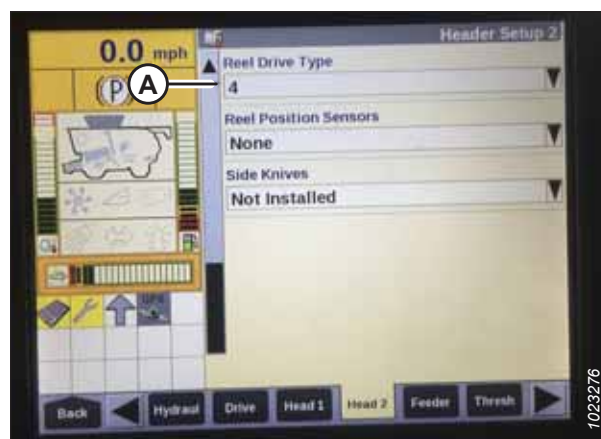 0.0 mph
Header Setup 2
(P)
A
Reel Drive Type
4
Reel Position Sensors
None
Side Knives
Not Installed
GPS
Back
Hydraul
Drive
Head 1
Head 2
Feeder
Thresh
1023276